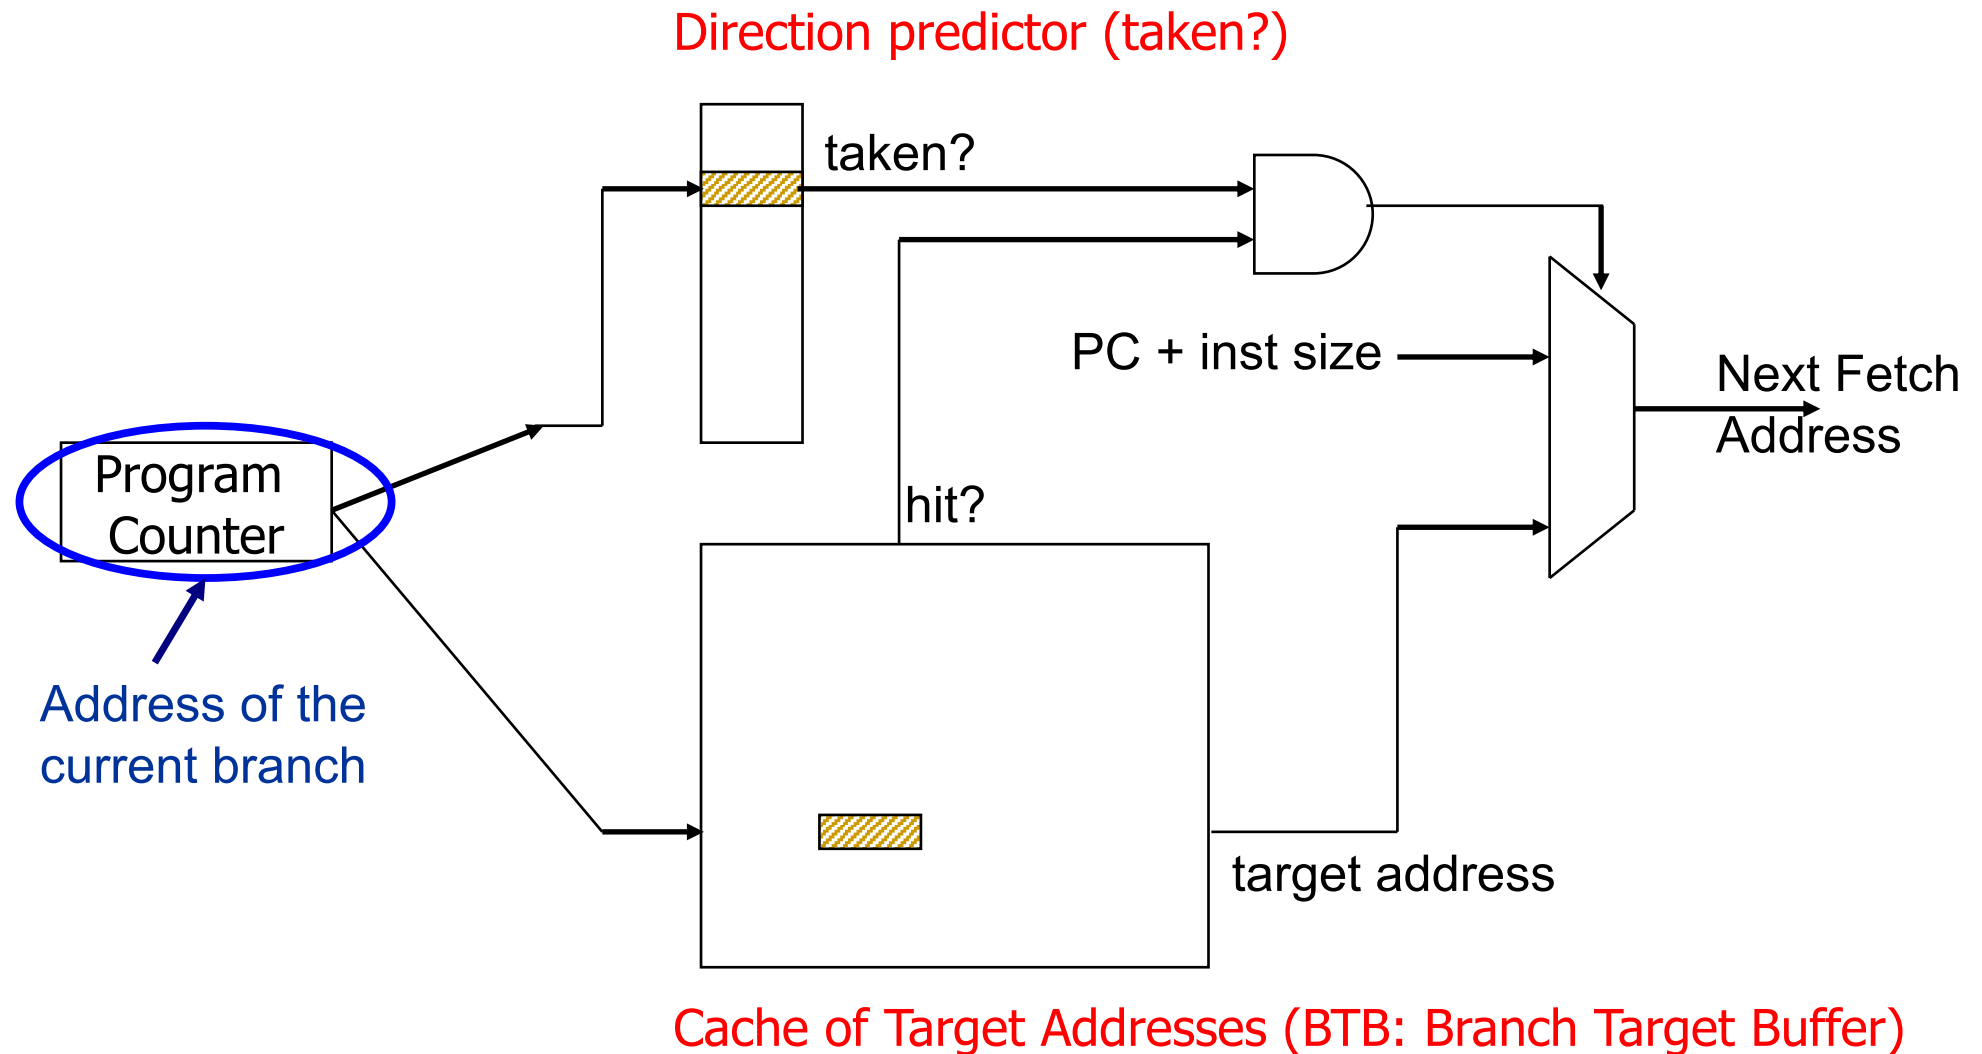 Direction predictor (taken?)
taken?
PC + inst size
Next Fetch
Address
Program
Counter
hit?
Address of the
current branch
target address
Cache of Target Addresses (BTB: Branch Target Buffer)